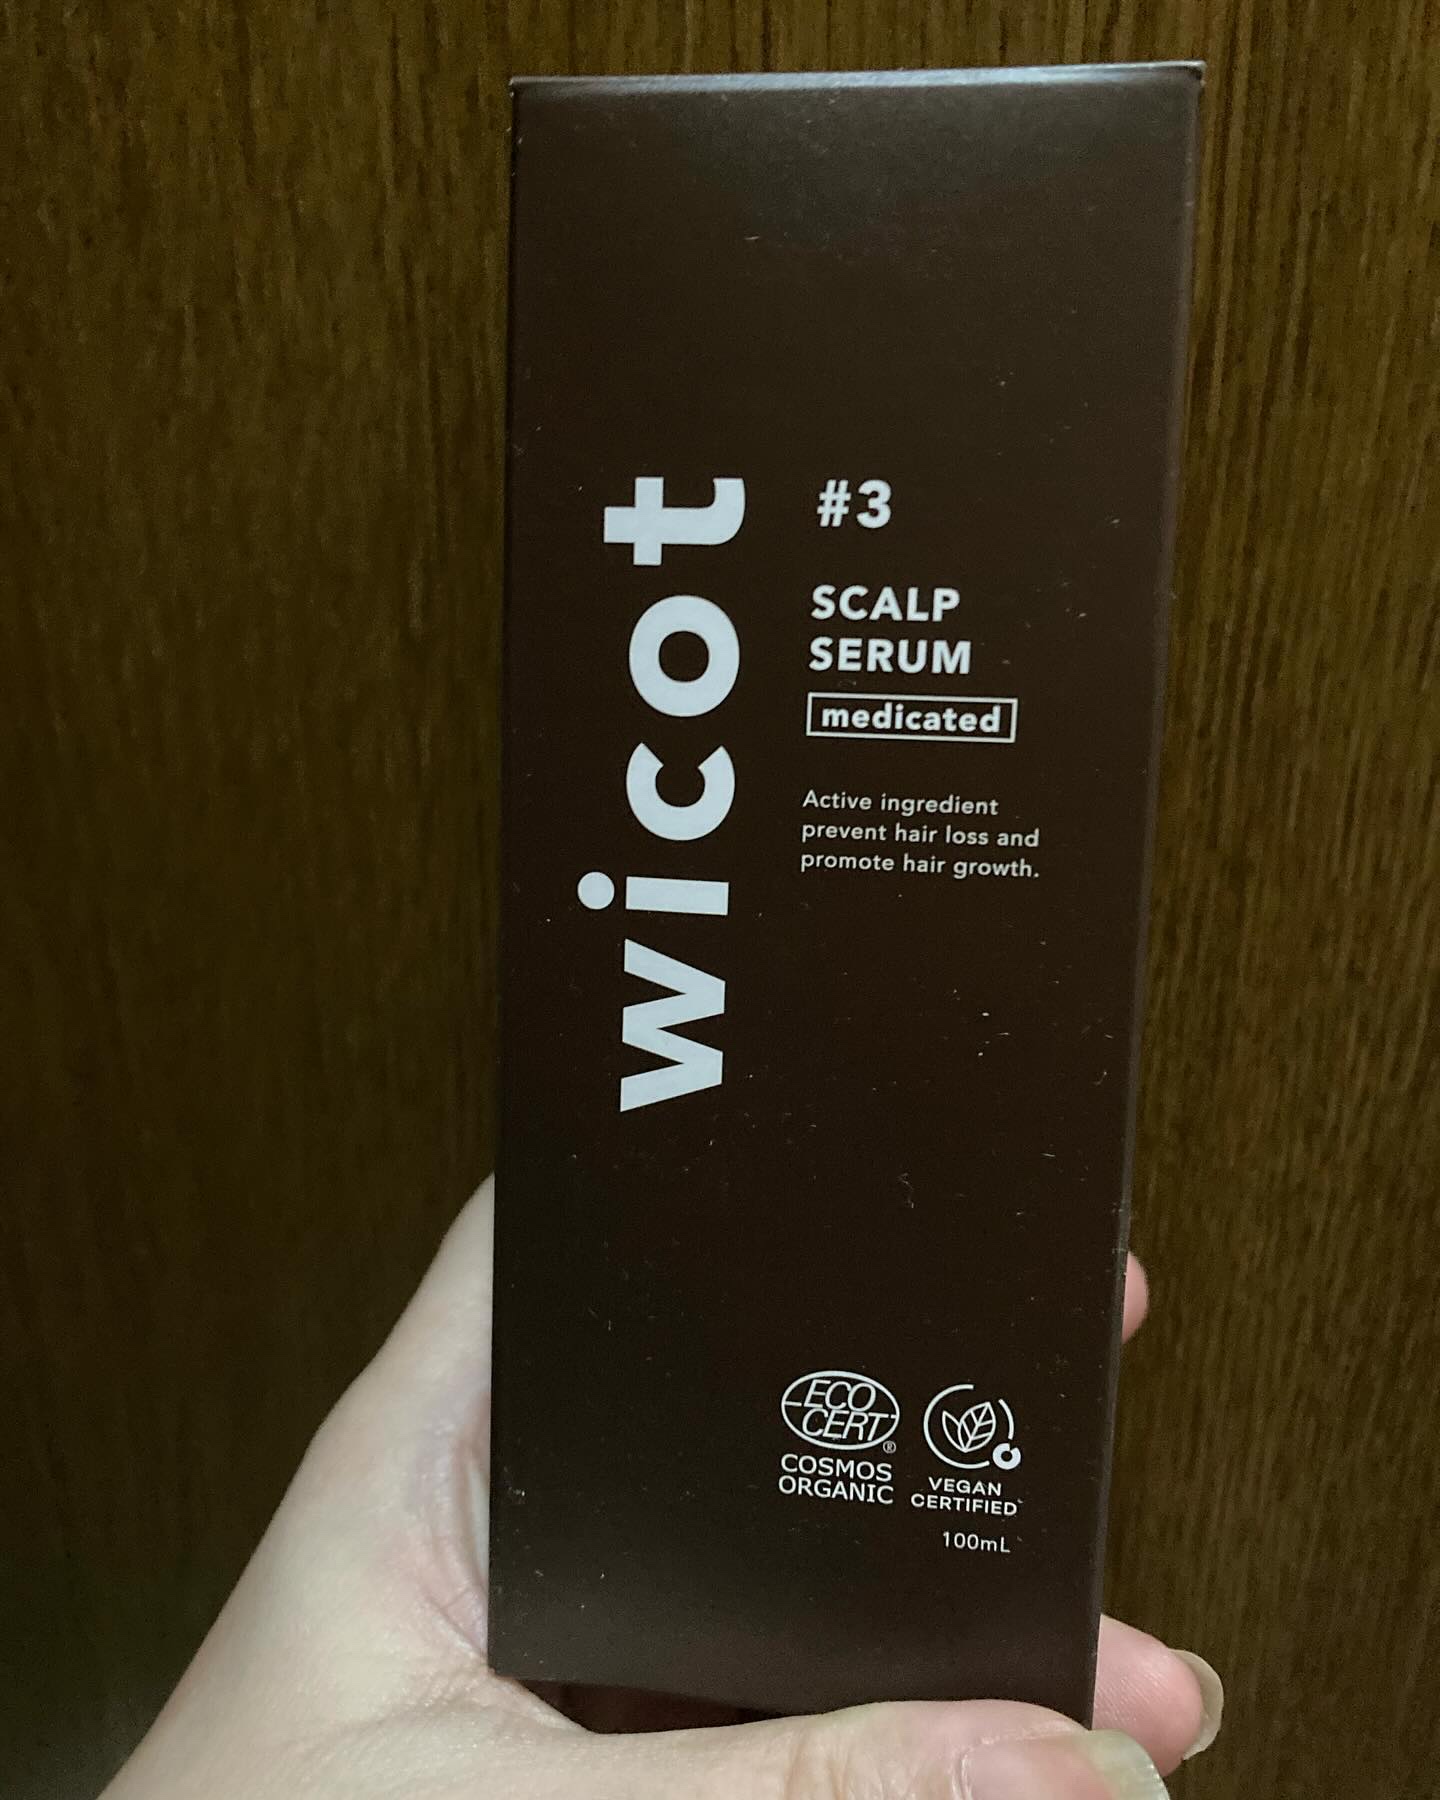 wicot
#3
SCALP
SERUM
medicated
Active ingredient
prevent hair loss and
promote hair growth.
ECO
CERT®
COSMOS
ORGANIC
VEGAN
CERTIFIED
100mL